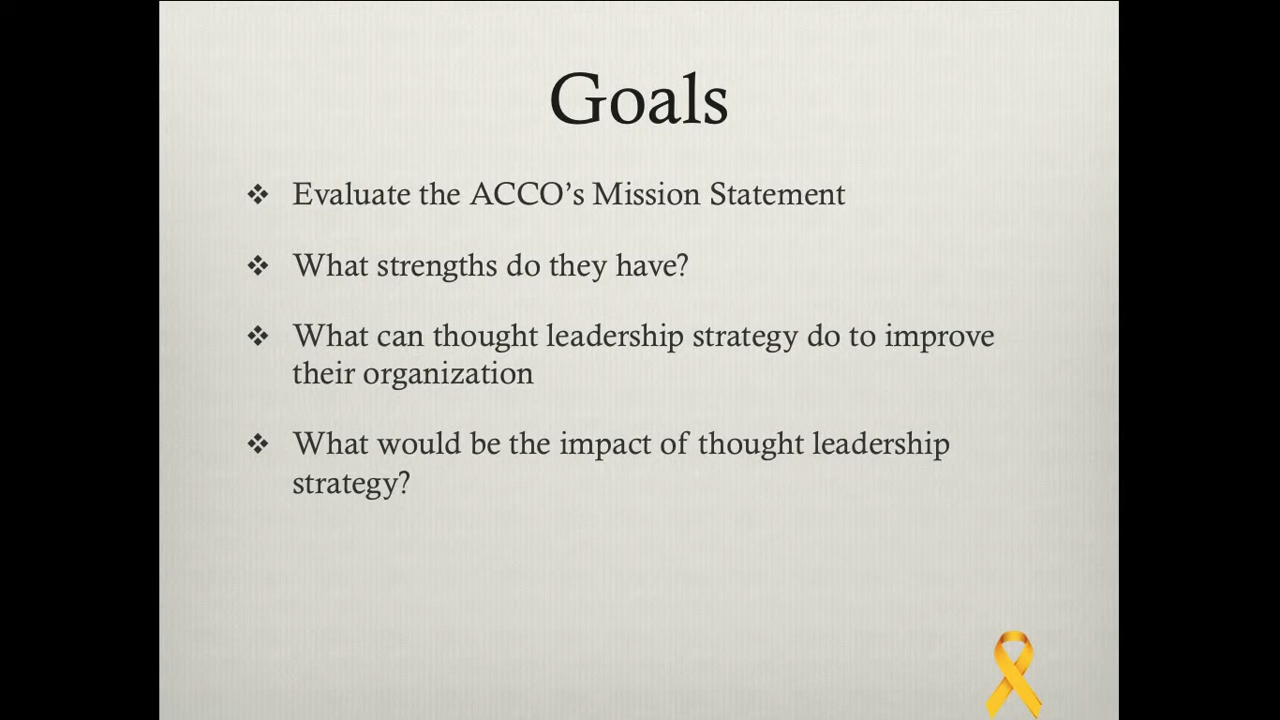 Goals
❖ Evaluate the ACCO’s Mission Statement
❖ What strengths do they have?
❖ What can thought leadership strategy do to improve
their organization
❖ What would be the impact of thought leadership
strategy?